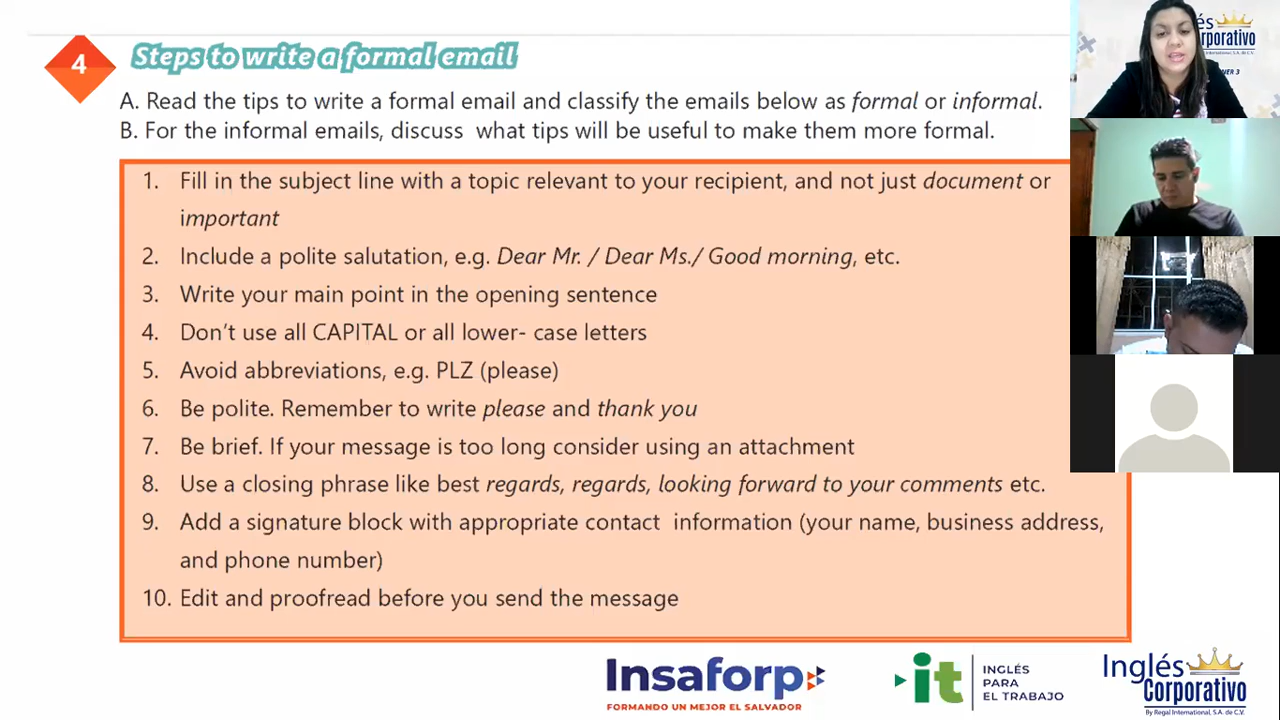 4
Steps to write a formal email
A. Read the tips to write a formal email and classify the emails below as formal or informal.
B. For the informal emails, discuss what tips will be useful to make them more formal.
1. Fill in the subject line with a topic relevant to your recipient, and not just document or
important
2. Include a polite salutation, e.g. Dear Mr. / Dear Ms./ Good morning, etc.
3. Write your main point in the opening sentence
4. Don't use all CAPITAL or all lower- case letters
5. Avoid abbreviations, e.g. PLZ (please)
6. Be polite. Remember to write please and thank you
7. Be brief. If your message is too long consider using an attachment
8. Use a closing phrase like best regards, regards, looking forward to your comments etc.
9. Add a signature block with appropriate contact information (your name, business address,
and phone number)
10. Edit and proofread before you send the message
Insaforp
FORMANDO UN MEJOR EL SALVADOR
it
INGLÉS
PARA
EL TRABAJO
Inglés
Corporativo
By Regal International, S.A. de C.V.
és
orporativo
NER 3